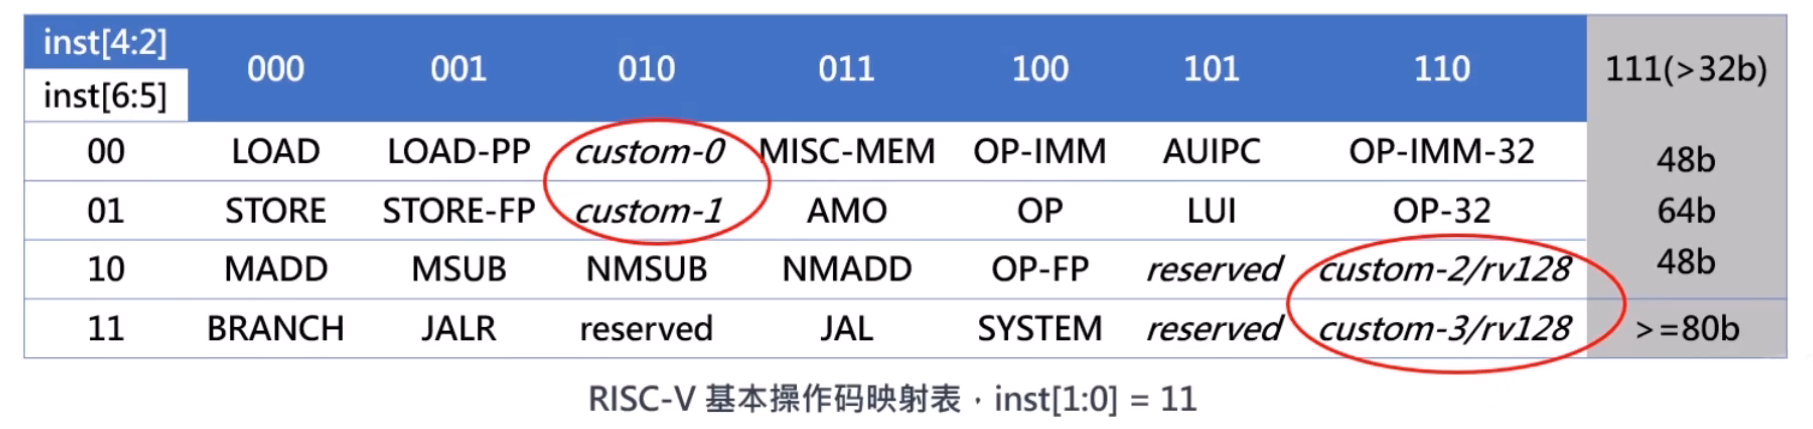 inst[4:2] 000 001 010 011 100 101 110 111(>32b)
inst[6:5]
00 LOAD LOAD-PP custom-0 MISC-MEM OP-IMM AUIPC OP-IMM-32 48b
01 STORE STORE-FP custom-1 AMO OP LUI OP-32 64b
10 MADD MSUB NMSUB NMADD OP-FP reserved custom-2/rv128 48b
11 BRANCH JALR reserved JAL SYSTEM reserved custom-3/rv128 >=80b
RISC-V 基本操作码映射表，inst[1:0] = 11